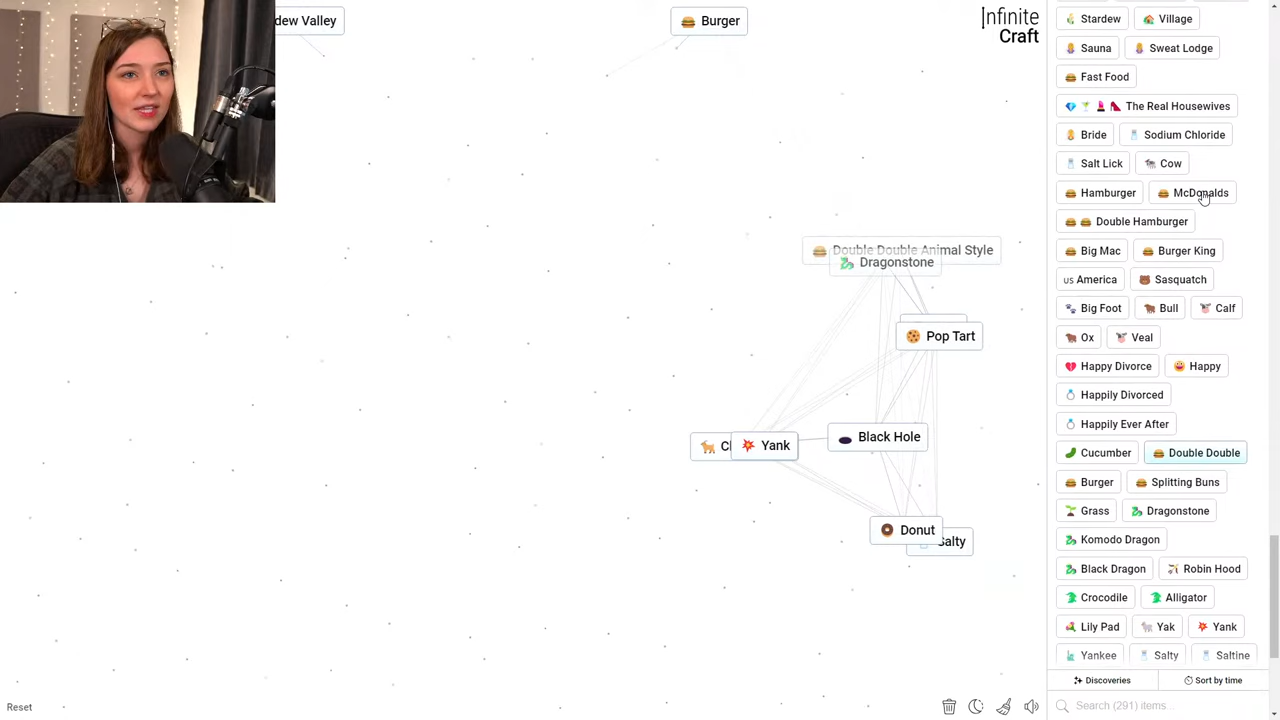 dew Valley
Burger
Infinite
Craft
Double Double Animal Style
Dragonstone
Pop Tart
Yank
Black Hole
Donut
Salty
Stardew
Village
Sauna
Sweat Lodge
Fast Food
The Real Housewives
Bride
Sodium Chloride
Salt Lick
Cow
Hamburger
McDonalds
Double Hamburger
Big Mac
Burger King
US America
Sasquatch
Big Foot
Bull
Calf
Ox
Veal
Happy Divorce
Happy
Happily Divorced
Happily Ever After
Cucumber
Double Double
Burger
Splitting Buns
Grass
Dragonstone
Komodo Dragon
Black Dragon
Robin Hood
Crocodile
Alligator
Lily Pad
Yak
Yank
Yankee
Salty
Saltine
Discoveries
Sort by time
Search (291) items...
Reset